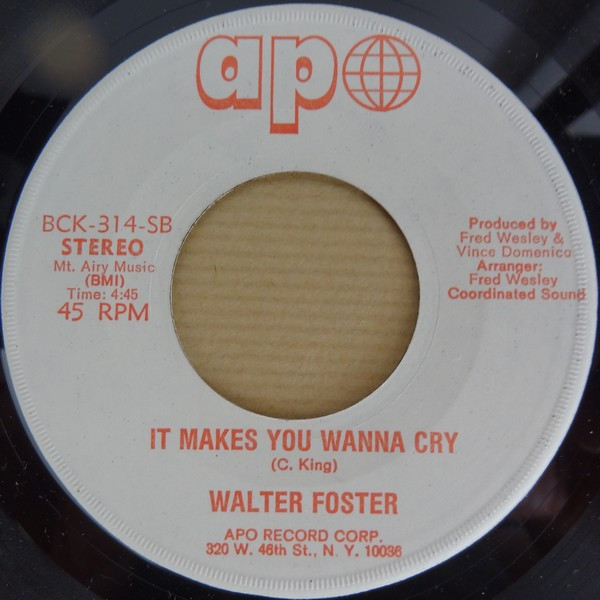 apo
BCK-314-SB
STEREO
Mt. Airy Music
(BMI)
Time: 4:45
45 RPM
Produced by
Fred Wesley &
Vince Domenico
Arranger:
Fred Wesley
Coordinated Sound
IT MAKES YOU WANNA CRY
(C. King)
WALTER FOSTER
APO RECORD CORP.
320 W. 46th St., N. Y. 10036